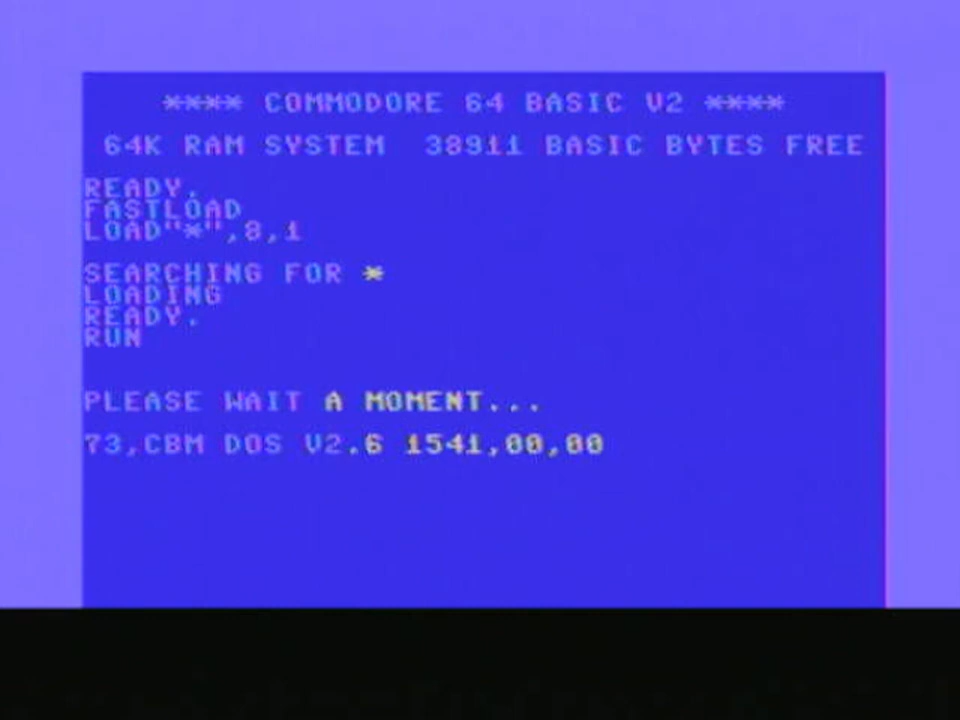 **** COMMODORE 64 BASIC V2 ****
64K RAM SYSTEM  38911 BASIC BYTES FREE
READY.
FASTLOAD
LOAD"*",8,1
SEARCHING FOR *
LOADING
READY.
RUN
PLEASE WAIT A MOMENT...
73,CBM DOS V2.6 1541,00,00